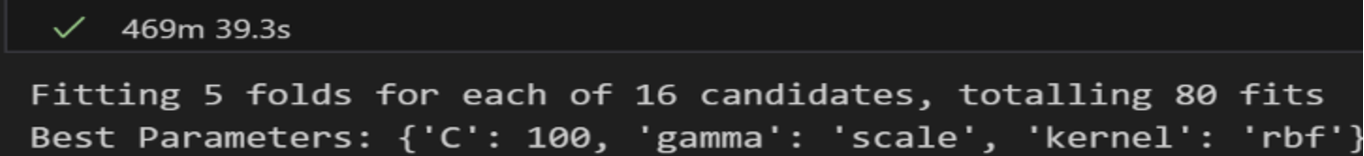 469m 39.3s
Fitting 5 folds for each of 16 candidates, totalling 80 fits
Best Parameters: {'C': 100, 'gamma': 'scale', 'kernel': 'rbf'}